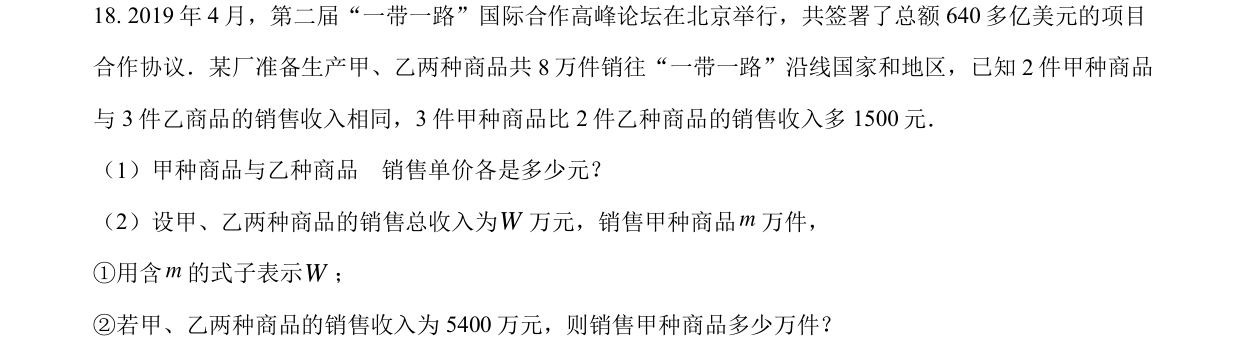 18. 2019 年 4 月，第二届“一带一路”国际合作高峰论坛在北京举行，共签署了总额 640 多亿美元的项目
合作协议．某厂准备生产甲、乙两种商品共 8 万件销往“一带一路”沿线国家和地区，已知 2 件甲种商品
与 3 件乙商品的销售收入相同，3 件甲种商品比 2 件乙种商品的销售收入多 1500 元．
（1）甲种商品与乙种商品　销售单价各是多少元？
（2）设甲、乙两种商品的销售总收入为W 万元，销售甲种商品m 万件，
①用含m 的式子表示W；
②若甲、乙两种商品的销售收入为 5400 万元，则销售甲种商品多少万件？